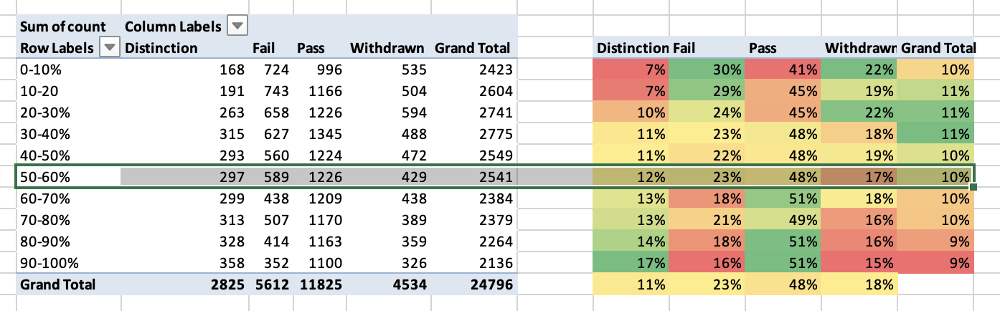 Sum of count Column Labels
Row Labels Distinction Fail Pass Withdrawn Grand Total Distinction Fail Pass Withdrawn Grand Total
0-10% 168 724 996 535 2423 7% 30% 41% 22% 10%
10-20 191 743 1166 504 2604 7% 29% 45% 19% 11%
20-30% 263 658 1226 594 2741 10% 24% 45% 22% 11%
30-40% 315 627 1345 488 2775 11% 23% 48% 18% 11%
40-50% 293 560 1224 472 2549 11% 22% 48% 19% 10%
50-60% 297 589 1226 429 2541 12% 23% 48% 17% 10%
60-70% 299 438 1209 438 2384 13% 18% 51% 18% 10%
70-80% 313 507 1170 389 2379 13% 21% 49% 16% 10%
80-90% 328 414 1163 359 2264 14% 18% 51% 16% 9%
90-100% 358 352 1100 326 2136 17% 16% 51% 15% 9%
Grand Total 2825 5612 11825 4534 24796 11% 23% 48% 18%